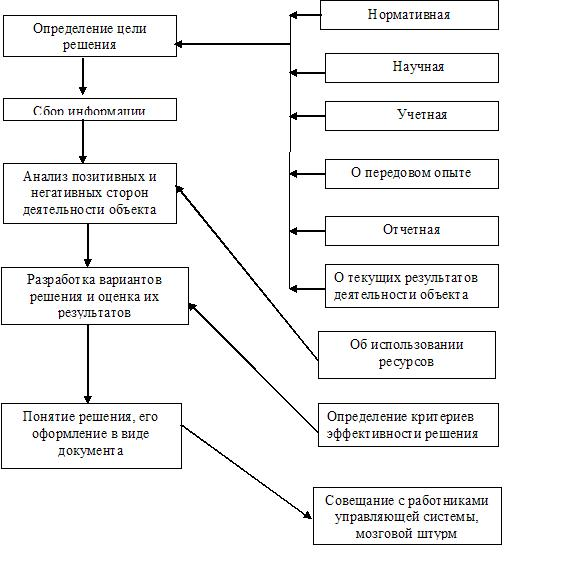 Определение цели
решения
Сбор информации
Анализ позитивных и
негативных сторон
деятельности объекта
Разработка вариантов
решения и оценка их
результатов
Понятие решения, его
оформление в виде
документа
Нормативная
Научная
Учетная
О передовом опыте
Отчетная
О текущих результатов
деятельности объекта
Об использовании
ресурсов
Определение критериев
эффективности решения
Совещание с работниками
управляющей системы,
мозговой штурм